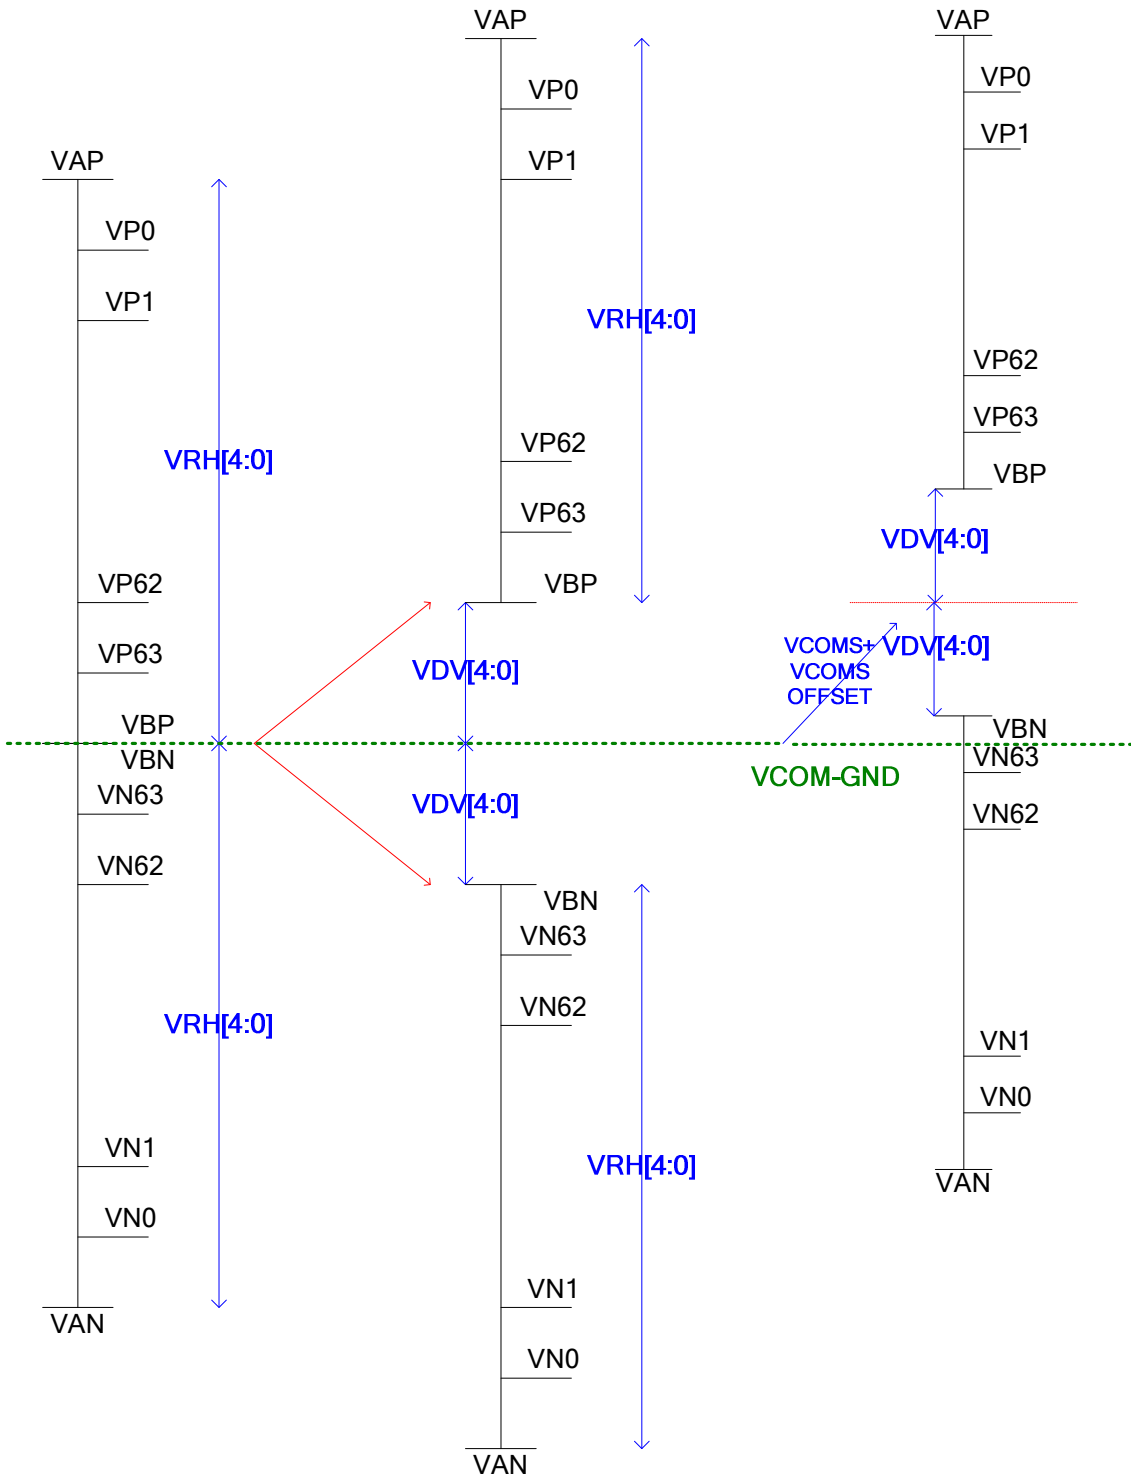 VAP
VP0
VP1
VRH[4:0]
VP62
VP63
VBP
VBN
VN63
VN62
VRH[4:0]
VN1
VN0
VAN
VAP
VP0
VP1
VRH[4:0]
VP62
VP63
VBP
VDV[4:0]
VDV[4:0]
VBN
VN63
VN62
VRH[4:0]
VN1
VN0
VAN
VAP
VP0
VP1
VP62
VP63
VBP
VDV[4:0]
VCOMS+
VCOMS
OFFSET
VDV[4:0]
VBN
VCOM-GND
VN63
VN62
VN1
VN0
VAN